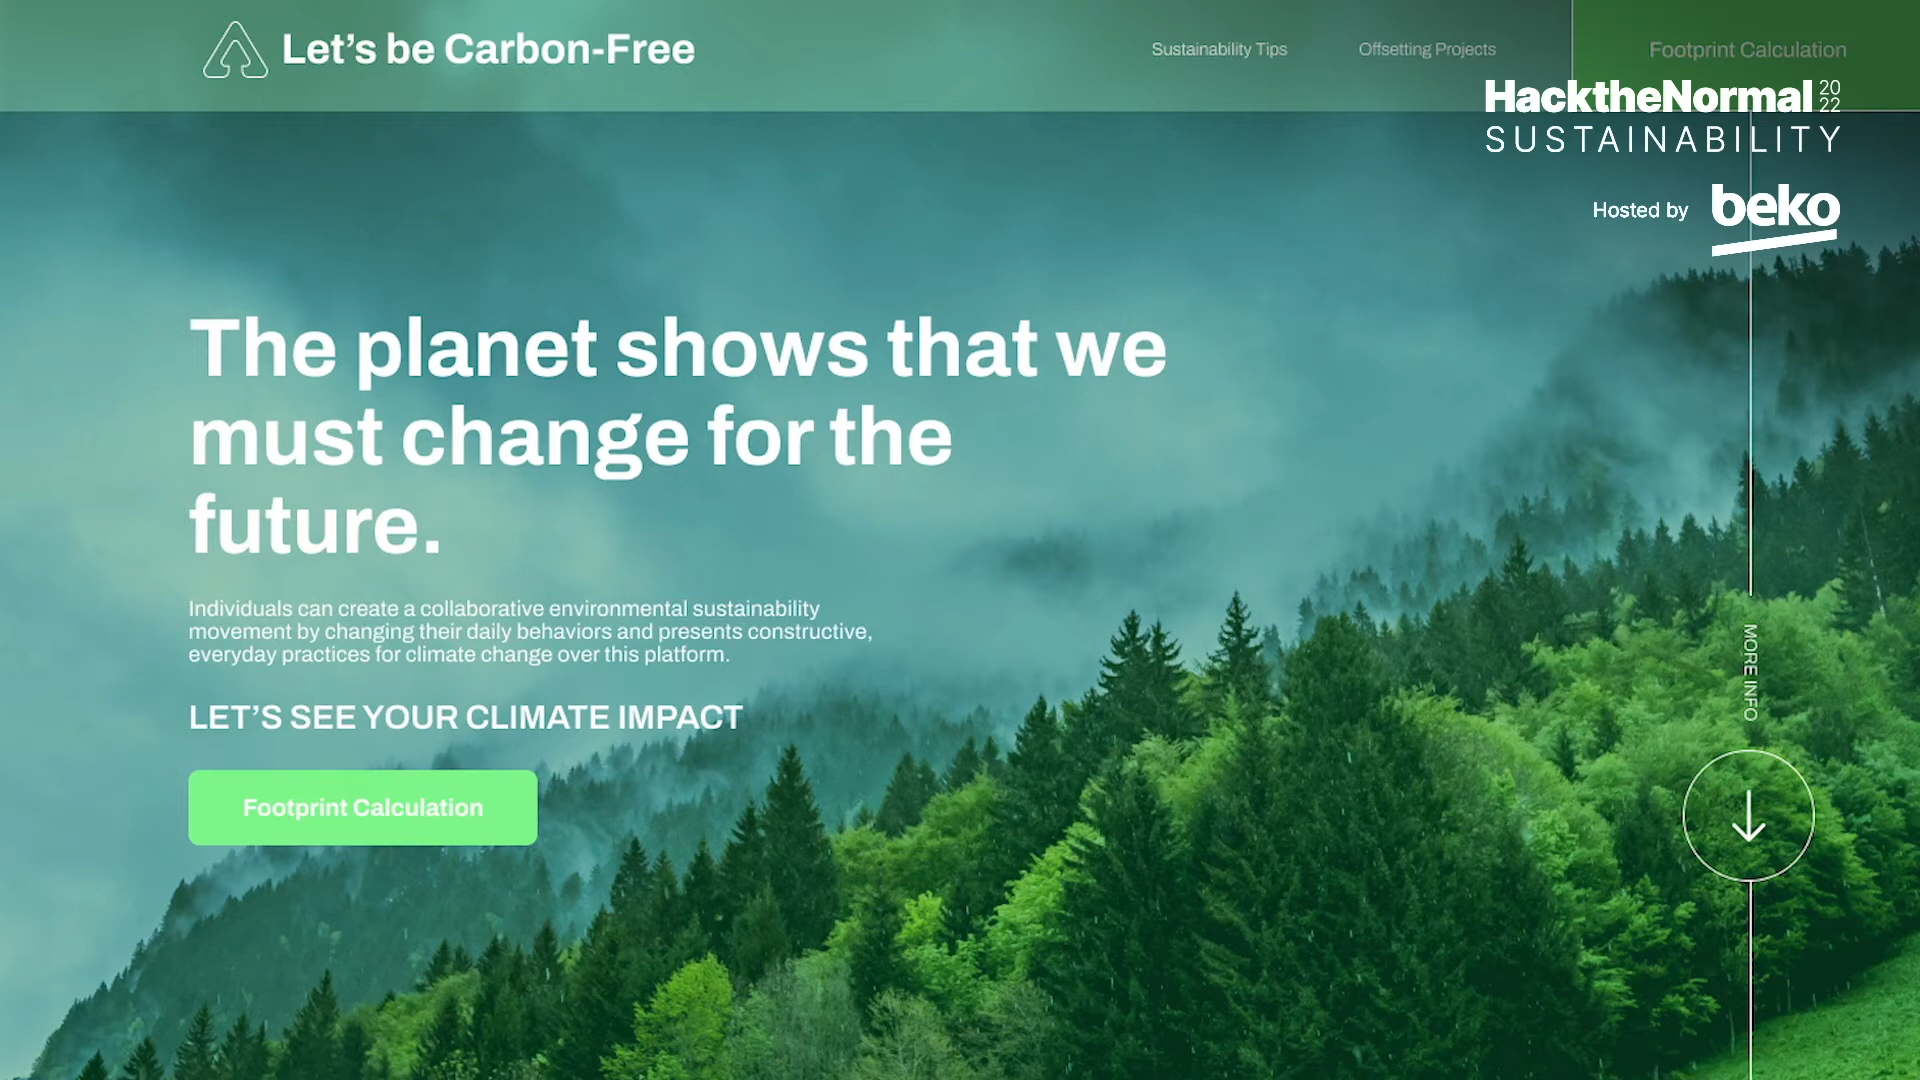 Let’s be Carbon-Free
Sustainability Tips
Offsetting Projects
Footprint Calculation
HacktheNormal 20 22
SUSTAINABILITY
Hosted by beko
The planet shows that we
must change for the
future.
Individuals can create a collaborative environmental sustainability
movement by changing their daily behaviors and presents constructive,
everyday practices for climate change over this platform.
LET’S SEE YOUR CLIMATE IMPACT
Footprint Calculation
MORE INFO